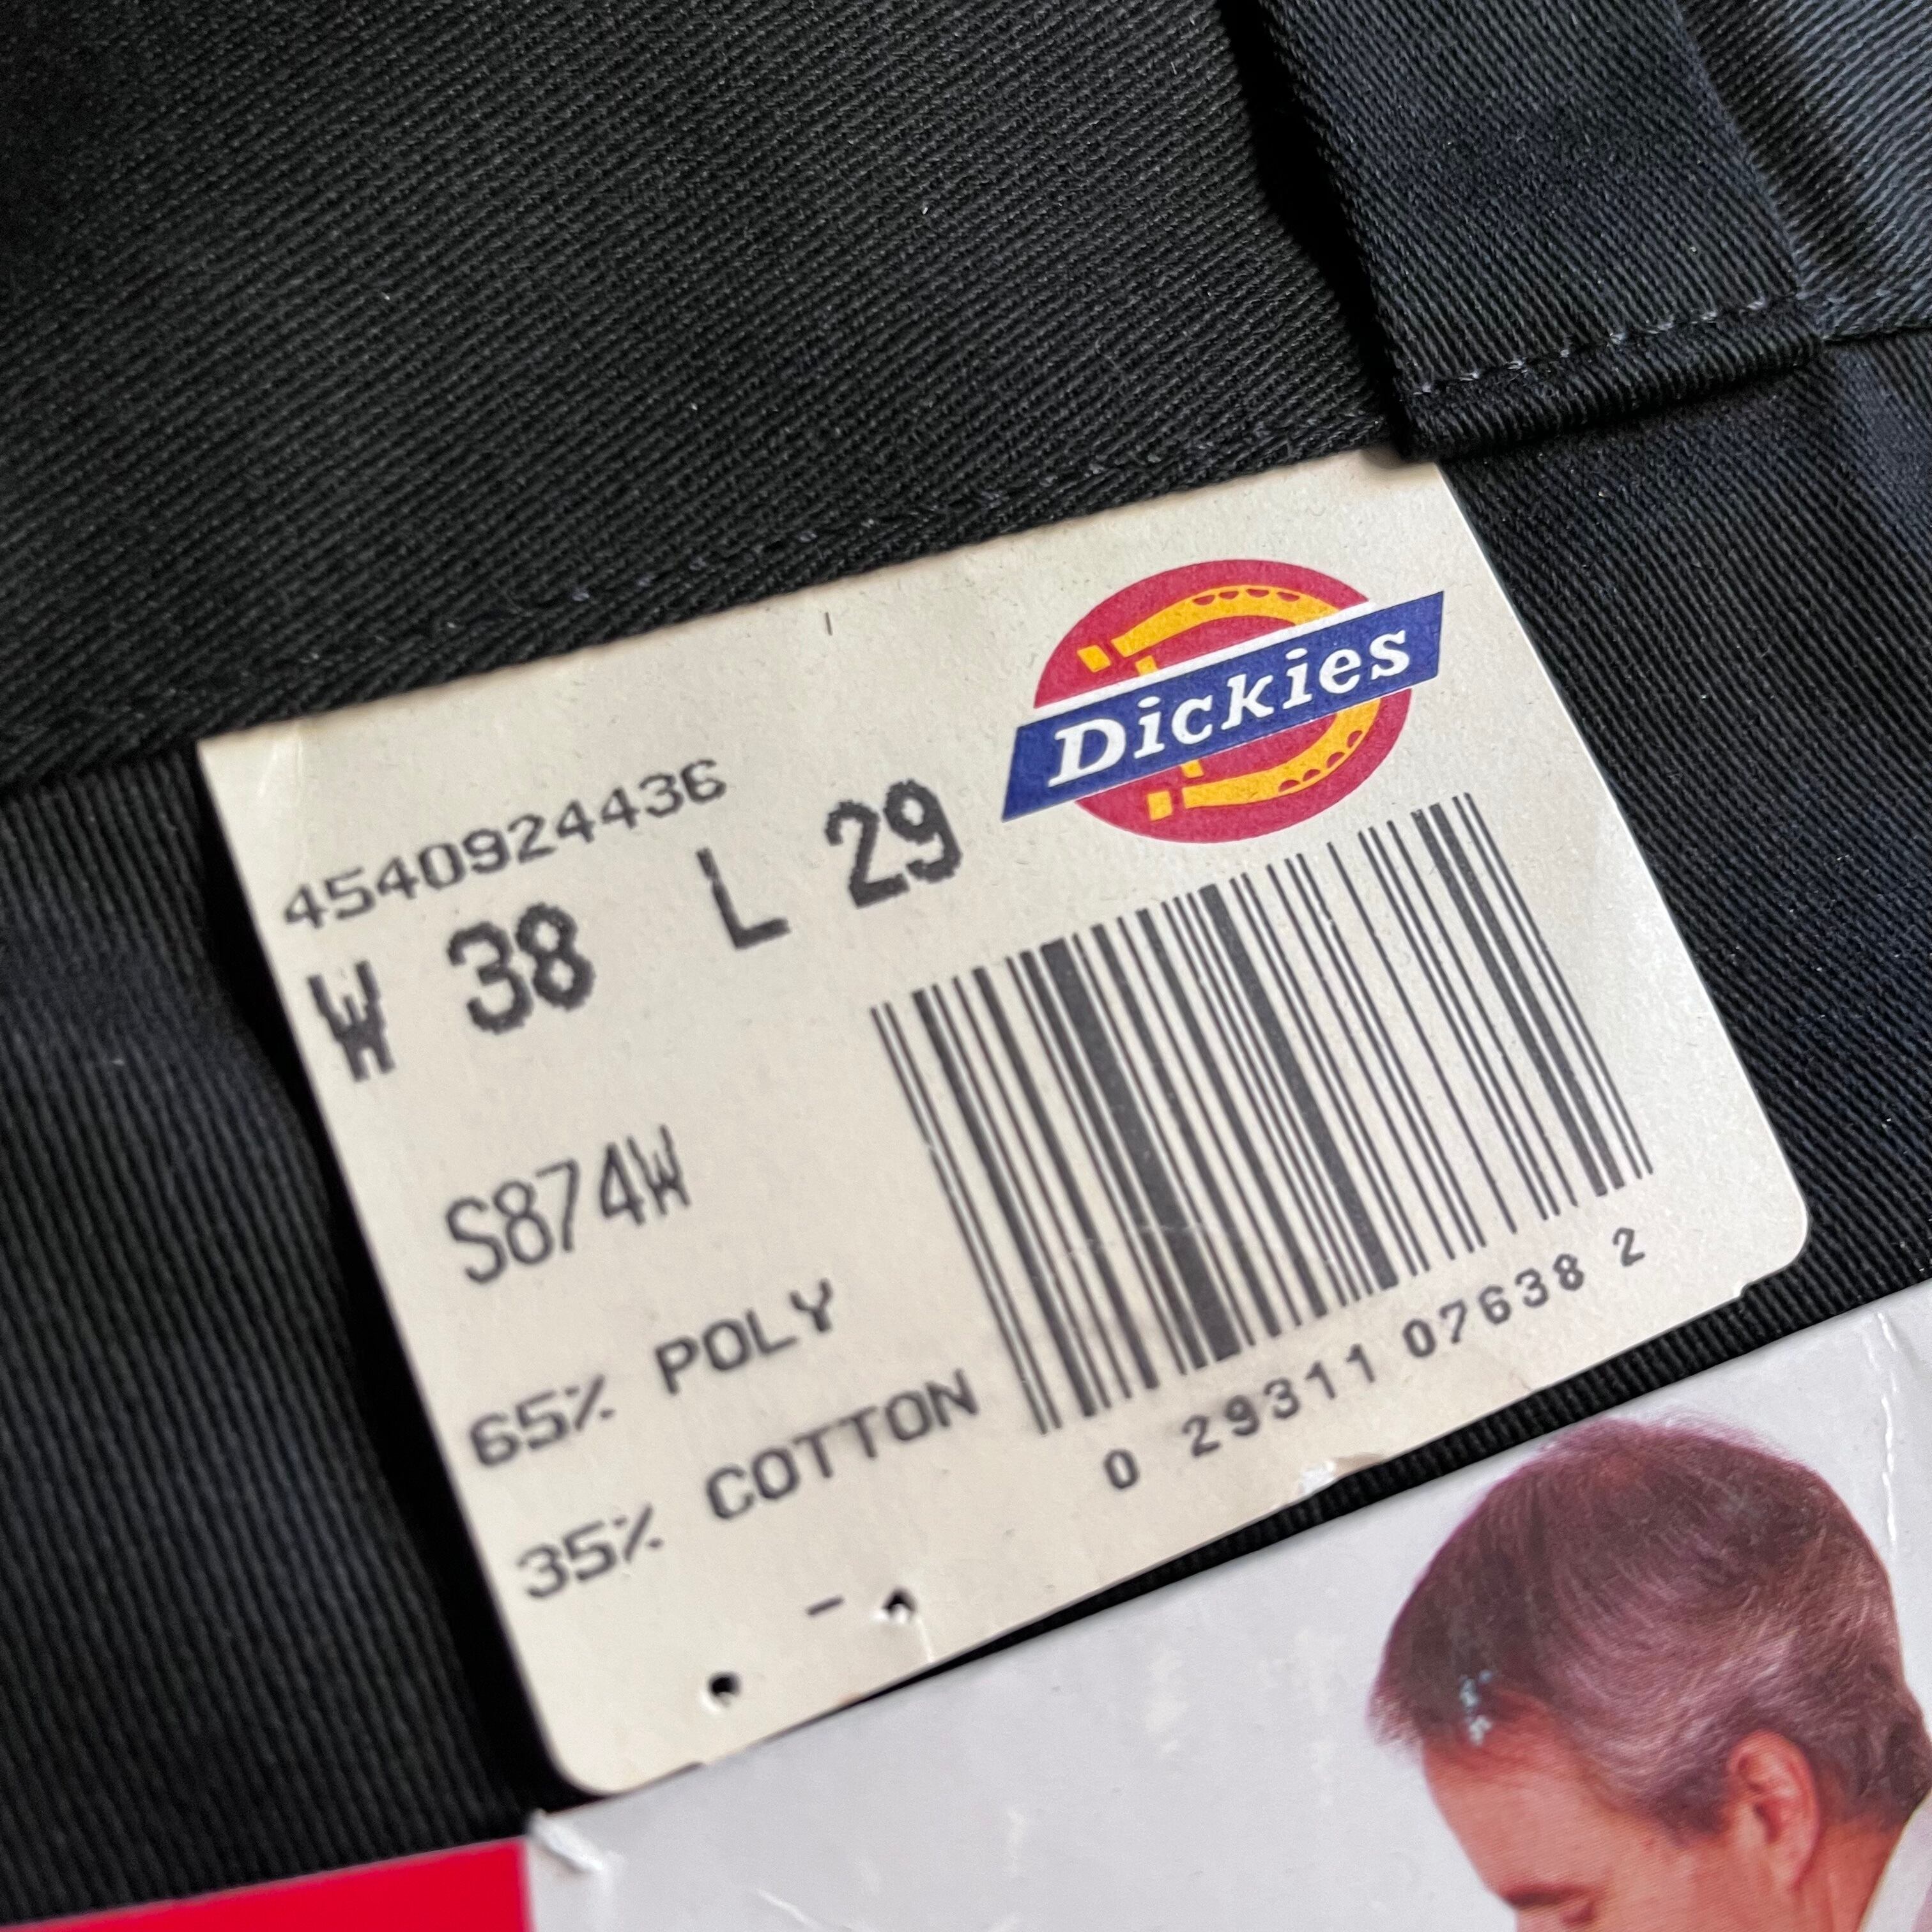 Dickies
4540924436
W 38 L 29
S874W
65% POLY
35% COTTON
-
0 29311 07638 2